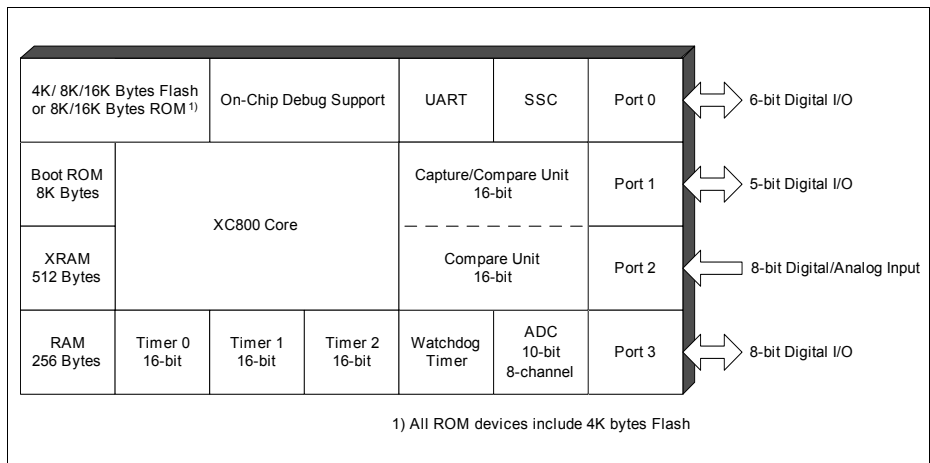 4K/ 8K/16K Bytes Flash
or 8K/16K Bytes ROM 1)
On-Chip Debug Support
UART
SSC
Port 0
6-bit Digital I/O
Boot ROM
8K Bytes
XC800 Core
Capture/Compare Unit
16-bit
Port 1
5-bit Digital I/O
XRAM
512 Bytes
Compare Unit
16-bit
Port 2
8-bit Digital/Analog Input
RAM
256 Bytes
Timer 0
16-bit
Timer 1
16-bit
Timer 2
16-bit
Watchdog
Timer
ADC
10-bit
8-channel
Port 3
8-bit Digital I/O
1) All ROM devices include 4K bytes Flash